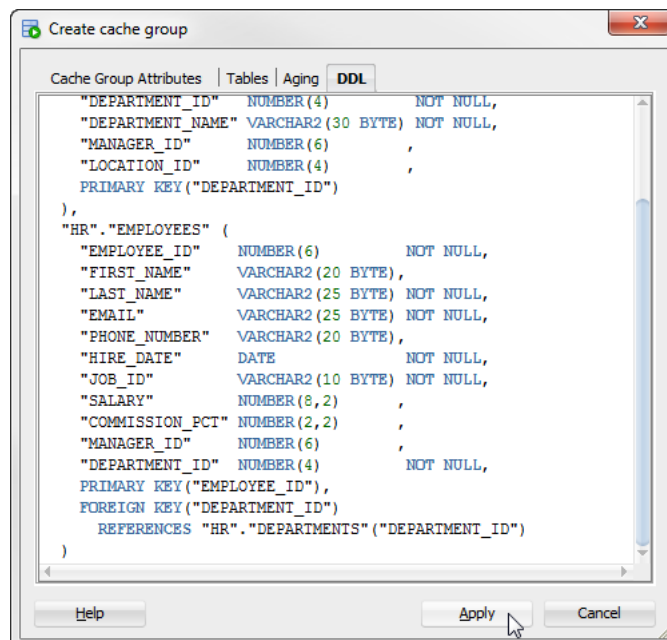 Create cache group
x
Cache Group Attributes | Tables | Aging | DDL
"DEPARTMENT_ID" NUMBER(4) NOT NULL,
"DEPARTMENT_NAME" VARCHAR2(30 BYTE) NOT NULL,
"MANAGER_ID" NUMBER(6) ,
"LOCATION_ID" NUMBER(4) ,
PRIMARY KEY("DEPARTMENT_ID")
),
"HR"."EMPLOYEES" (
"EMPLOYEE_ID" NUMBER(6) NOT NULL,
"FIRST_NAME" VARCHAR2(20 BYTE),
"LAST_NAME" VARCHAR2(25 BYTE) NOT NULL,
"EMAIL" VARCHAR2(25 BYTE) NOT NULL,
"PHONE_NUMBER" VARCHAR2(20 BYTE),
"HIRE_DATE" DATE NOT NULL,
"JOB_ID" VARCHAR2(10 BYTE) NOT NULL,
"SALARY" NUMBER(8,2) ,
"COMMISSION_PCT" NUMBER(2,2) ,
"MANAGER_ID" NUMBER(6) ,
"DEPARTMENT_ID" NUMBER(4) NOT NULL,
PRIMARY KEY("EMPLOYEE_ID"),
FOREIGN KEY("DEPARTMENT_ID")
REFERENCES "HR"."DEPARTMENTS"("DEPARTMENT_ID")
)
Help Apply Cancel